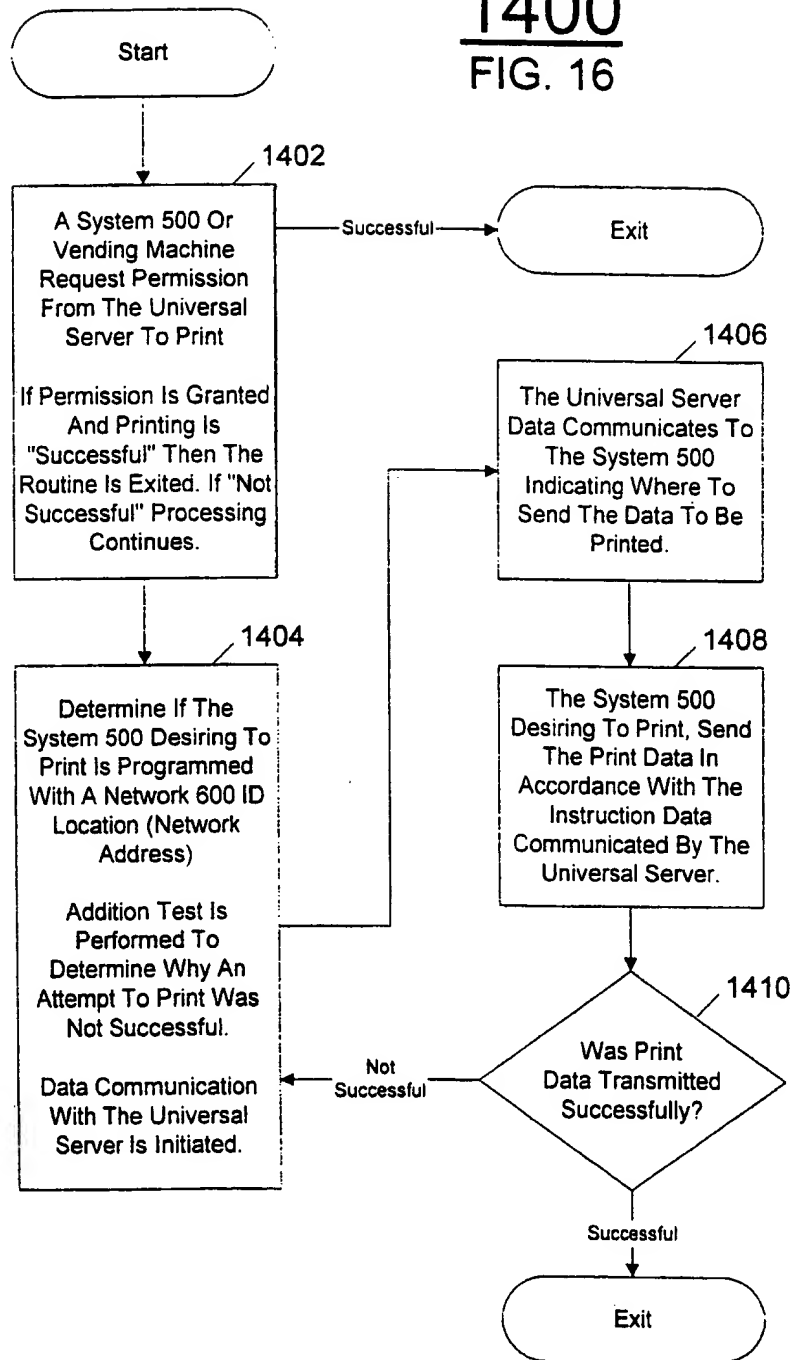 1400
FIG. 16
Start
1402
A System 500 Or
Vending Machine
Request Permission
From The Universal
Server To Print
If Permission Is Granted
And Printing Is
"Successful" Then The
Routine Is Exited. If "Not
Successful" Processing
Continues.
Successful
Exit
1404
Determine If The
System 500 Desiring To
Print Is Programmed
With A Network 600 ID
Location (Network
Address)
Addition Test Is
Performed To
Determine Why An
Attempt To Print Was
Not Successful.
Data Communication
With The Universal
Server Is Initiated.
1406
The Universal Server
Data Communicates To
The System 500
Indicating Where To
Send The Data To Be
Printed.
1408
The System 500
Desiring To Print, Send
The Print Data In
Accordance With The
Instruction Data
Communicated By The
Universal Server.
1410
Was Print
Data Transmitted
Successfully?
Not
Successful
Successful
Exit